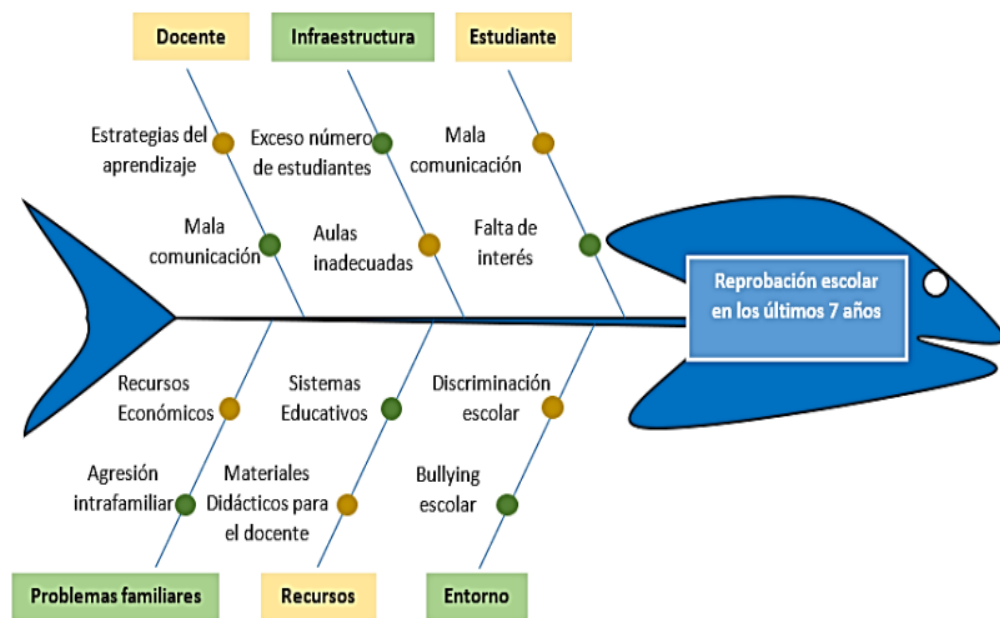 Docente
Infraestructura
Estudiante
Estrategias del
aprendizaje
Exceso número
de estudiantes
Mala
comunicación
Mala
comunicación
Aulas
inadecuadas
Falta de
interés
Reprobación escolar
en los últimos 7 años
Recursos
Económicos
Sistemas
Educativos
Discriminación
escolar
Agresión
intrafamiliar
Materiales
Didácticos para
el docente
Bullying
escolar
Problemas familiares
Recursos
Entorno